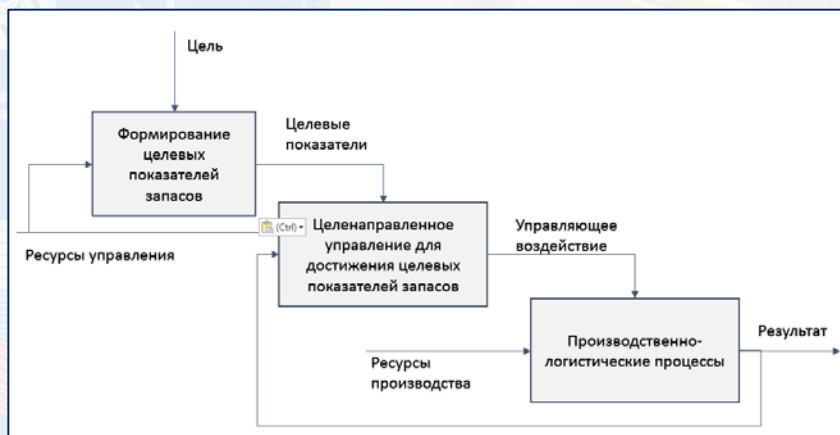 Цель
Формирование
целевых
показателей
запасов
Целевые
показатели
(Ctrl)
Ресурсы управления
Целенаправленное
управление для
достижения целевых
показателей запасов
Управляющее
воздействие
Ресурсы
производства
Производственно-
логистические процессы
Результат